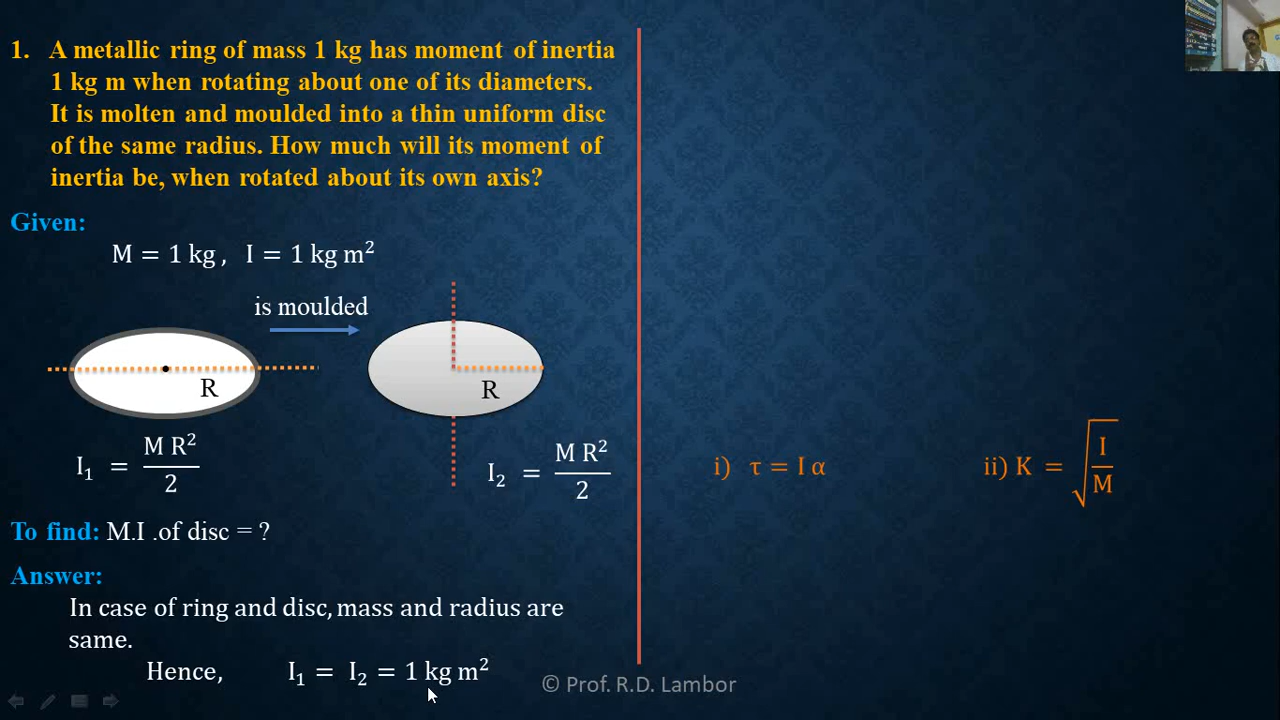 1. A metallic ring of mass 1 kg has moment of inertia
1 kg m when rotating about one of its diameters.
It is molten and moulded into a thin uniform disc
of the same radius. How much will its moment of
inertia be, when rotated about its own axis?
Given:
M = 1 kg , I = 1 kg m²
is moulded
R
R
I₁ = M R²/2
I₂ = M R²/2
To find: M.I .of disc = ?
Answer:
In case of ring and disc, mass and radius are
same.
Hence, I₁ = I₂ = 1 kg m²
i) τ = I α
ii) K = √(I/M)
© Prof. R.D. Lambor